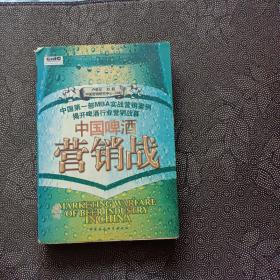 中国第一部MBA实战营销案例
揭开啤酒行业营销战幕
中国啤酒
营销战
MARKETING WARFARE
OF BEER INDUSTRY
IN CHINA